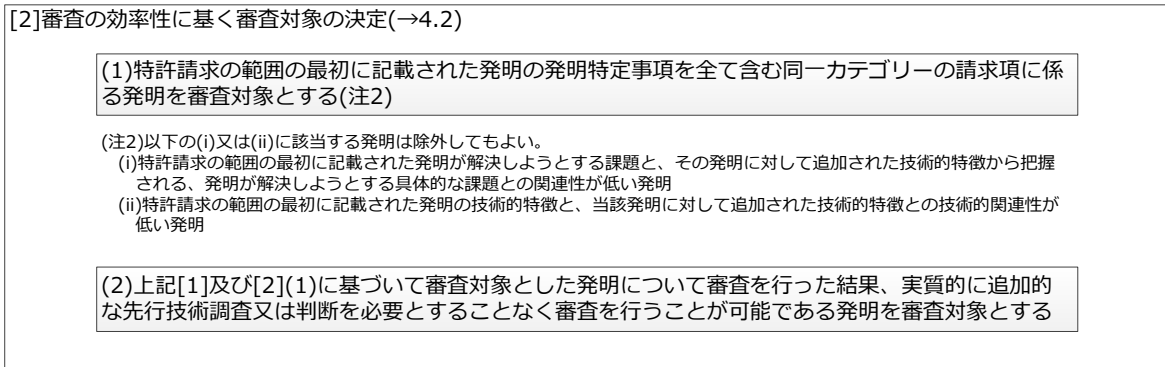 [2]審査の効率性に基く審査対象の決定(→4.2)
(1)特許請求の範囲の最初に記載された発明の発明特定事項を全て含む同一カテゴリーの請求項に係
る発明を審査対象とする(注2)
(注2)以下の(i)又は(ii)に該当する発明は除外してもよい。
(i)特許請求の範囲の最初に記載された発明が解決しようとする課題と、その発明に対して追加された技術的特徴から把握
される、発明が解決しようとする具体的な課題との関連性が低い発明
(ii)特許請求の範囲の最初に記載された発明の技術的特徴と、当該発明に対して追加された技術的特徴との技術的関連性が
低い発明
(2)上記[1]及び[2](1)に基づいて審査対象とした発明について審査を行った結果、実質的に追加的
な先行技術調査又は判断を必要とすることなく審査を行うことが可能である発明を審査対象とする